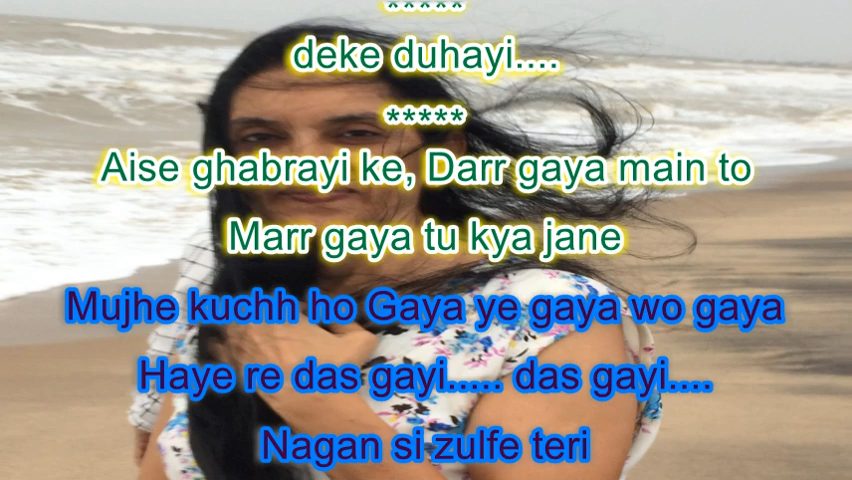 *****
deke duhayi....
*****
Aise ghabrayi ke, Darr gaya main to
Marr gaya tu kya jane
Mujhe kuchh ho Gaya ye gaya wo gaya
Haye re das gayi..... das gayi....
Nagan si zulfe teri